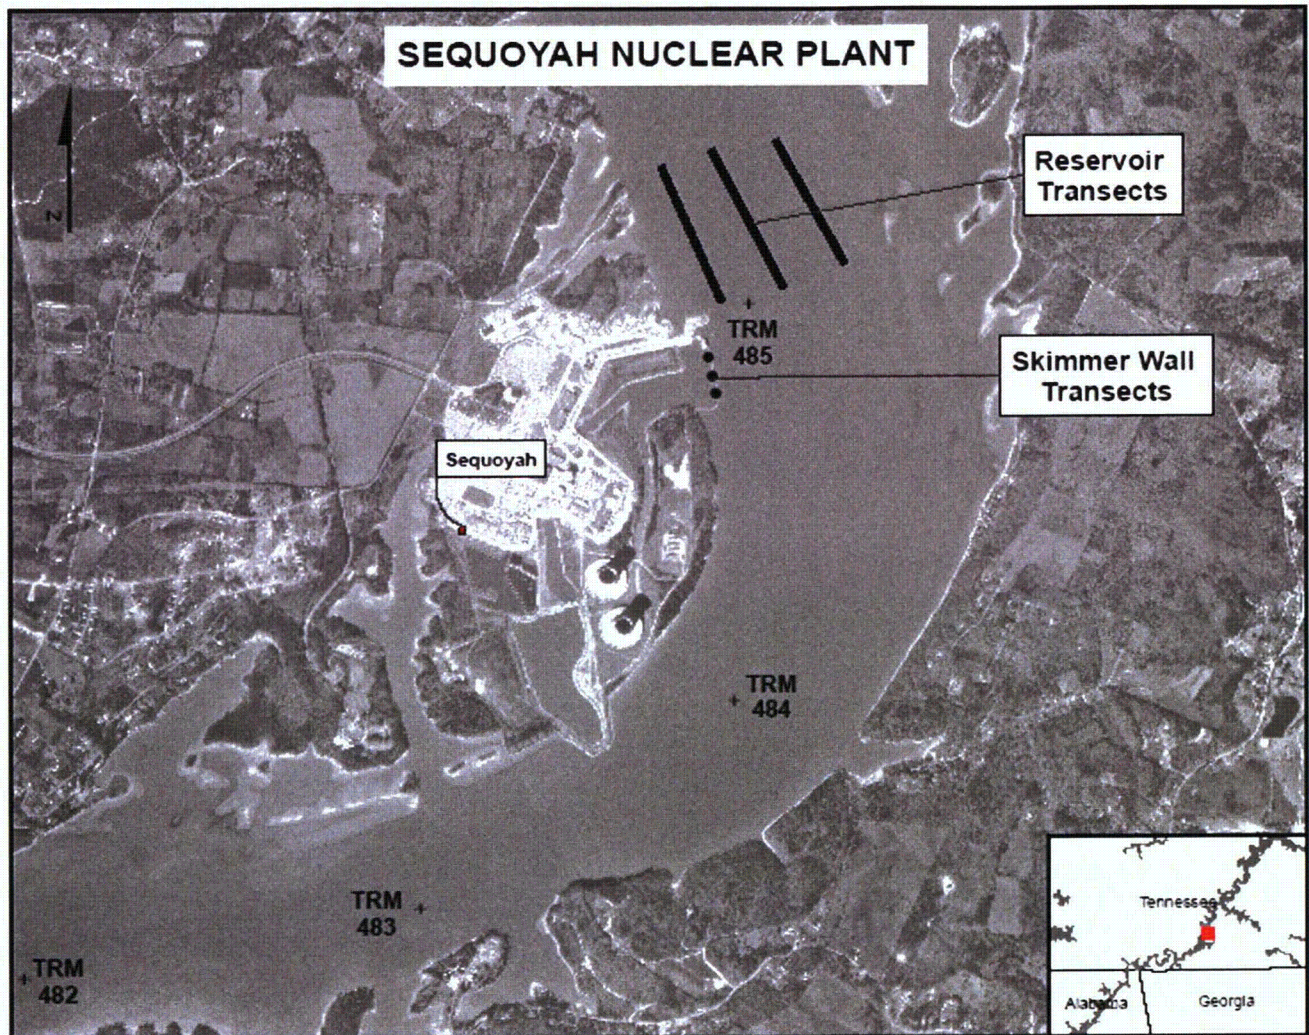 SEQUOYAH NUCLEAR PLANT
N
Reservoir
Transects
TRM
485
Skimmer Wall
Transects
Sequoyah
TRM
484
TRM
483
TRM
482
Tennessee
Alabama
Georgia